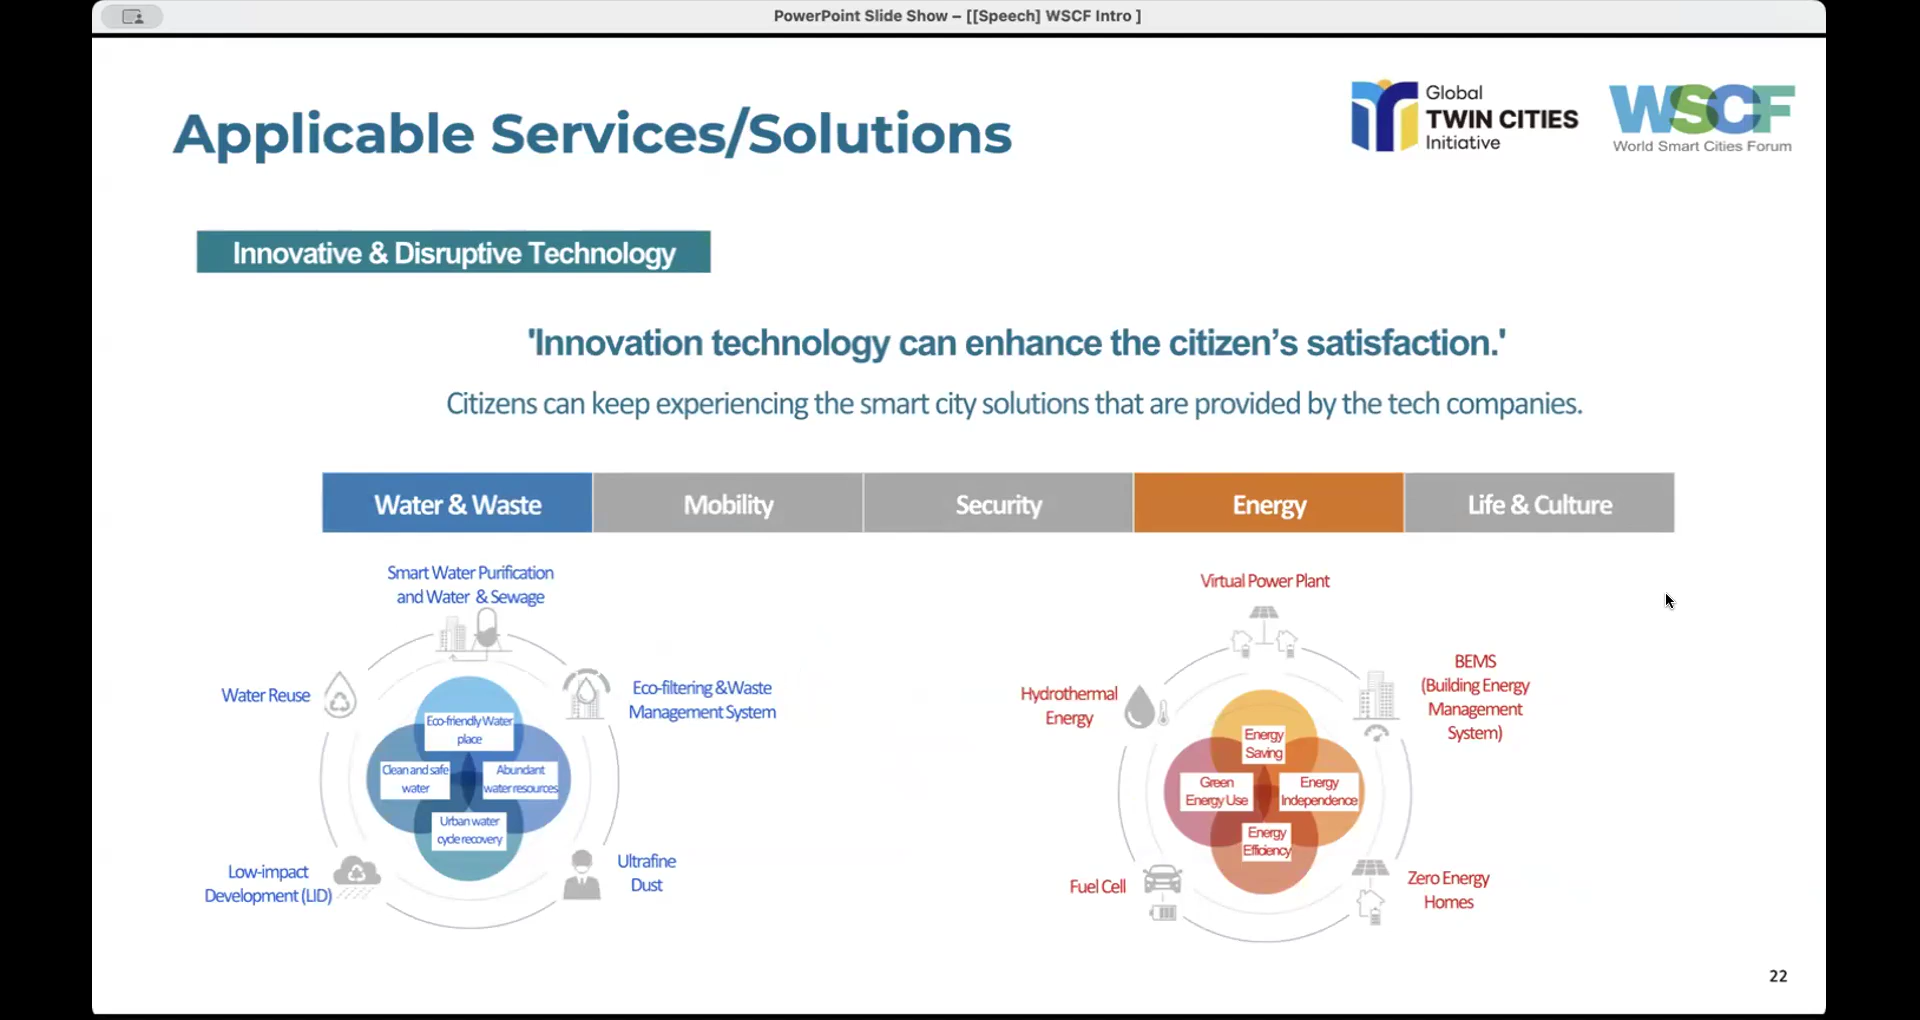 PowerPoint Slide Show – [[Speech] WSCF Intro ]
Applicable Services/Solutions
Global
TWIN CITIES
Initiative
WSCF
World Smart Cities Forum
Innovative & Disruptive Technology
'Innovation technology can enhance the citizen’s satisfaction.'
Citizens can keep experiencing the smart city solutions that are provided by the tech companies.
Water & Waste
Mobility
Security
Energy
Life & Culture
Smart Water Purification
and Water & Sewage
Water Reuse
Eco-filtering &Waste
Management System
Eco-friendly Water
place
Clean and safe
water
Abundant
water resources
Urban water
cycle recovery
Low-impact
Development (LID)
Ultrafine
Dust
Virtual Power Plant
Hydrothermal
Energy
BEMS
(Building Energy
Management
System)
Energy
Saving
Green
Energy Use
Energy
Independence
Energy
Efficiency
Fuel Cell
Zero Energy
Homes
22